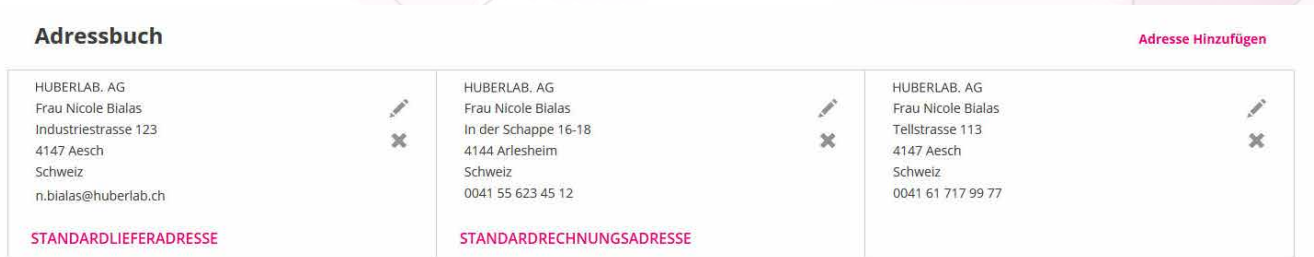 Adressbuch
Adresse Hinzufügen
HUBERLAB. AG
Frau Nicole Bialas
Industriestrasse 123
4147 Aesch
Schweiz
n.bialas@huberlab.ch
STANDARDLIEFERADRESSE
HUBERLAB. AG
Frau Nicole Bialas
In der Schappe 16-18
4144 Arlesheim
Schweiz
0041 55 623 45 12
STANDARDRECHNUNGSADRESSE
HUBERLAB. AG
Frau Nicole Bialas
Tellstrasse 113
4147 Aesch
Schweiz
0041 61 717 99 77